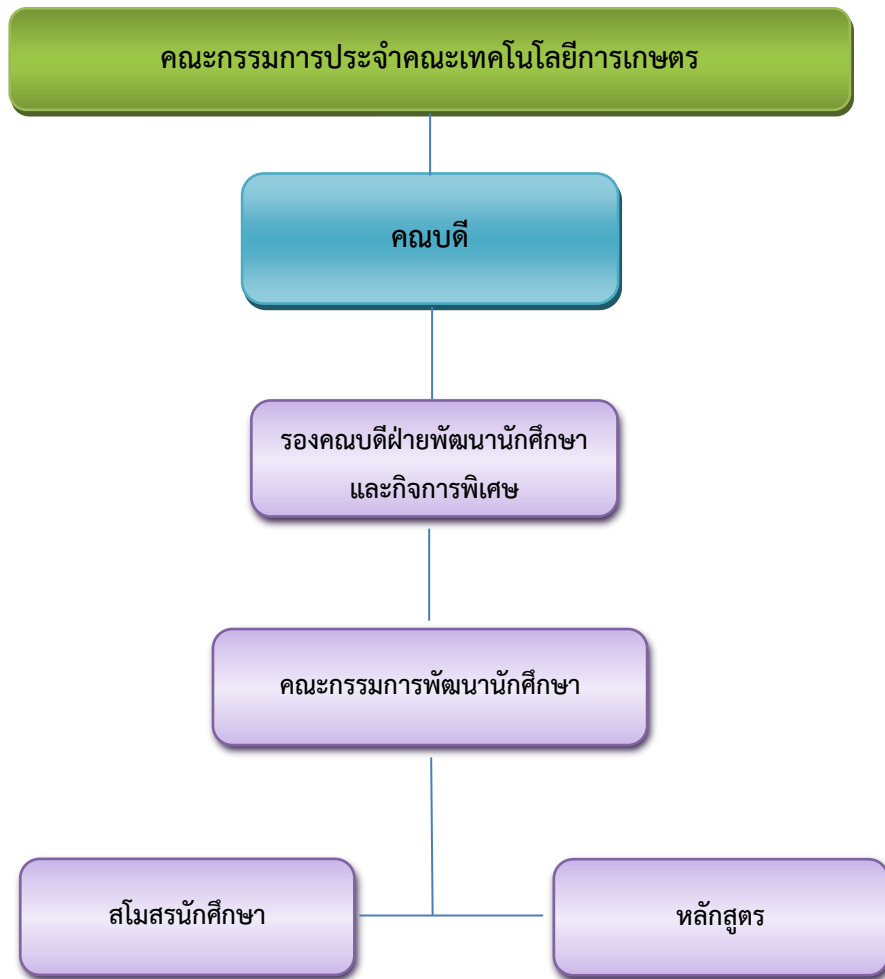 คณะกรรมการประจำคณะเทคโนโลยีการเกษตร
คณบดี
รองคณบดีฝ่ายพัฒนานักศึกษา
และกิจการพิเศษ
คณะกรรมการพัฒนานักศึกษา
สโมสรนักศึกษา
หลักสูตร